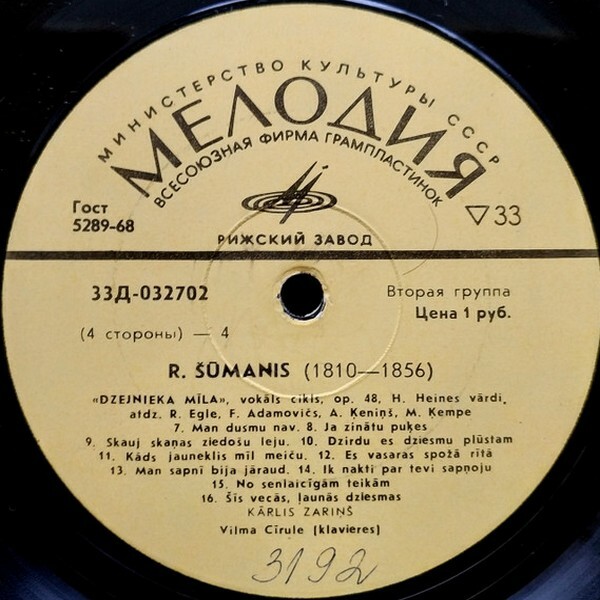 МИНИСТЕРСТВО КУЛЬТУРЫ СССР
МЕЛОДИЯ
ВСЕСОЮЗНАЯ ФИРМА ГРАМПЛАСТИНОК
Гост
5289-68
▽33
РИЖСКИЙ ЗАВОД
33Д-032702
Вторая группа
(4 стороны) — 4
Цена 1 руб.
R. ŠŪMANIS (1810—1856)
«DZEJNIEKA MĪLA», vokāls cikls, op. 48, H. Heines vārdi,
atdz. R. Egle, F. Adamovičs, A. Ķeniņš, M. Ķempe
7. Man dusmu nav. 8. Ja zinātu puķes
9. Skauj skaņas ziedošu leju. 10. Dzirdu es dziesmu plūstam
11. Kāds jauneklis mīl meiču. 12. Es vasaras spožā rītā
13. Man sapnī bija jāraud. 14. Ik nakti par tevi sapņoju
15. No senlaicīgām teikām
16. Šīs vecās, ļaunās dziesmas
KĀRLIS ZARIŅŠ
Vilma Cīrule (klavieres)
3192